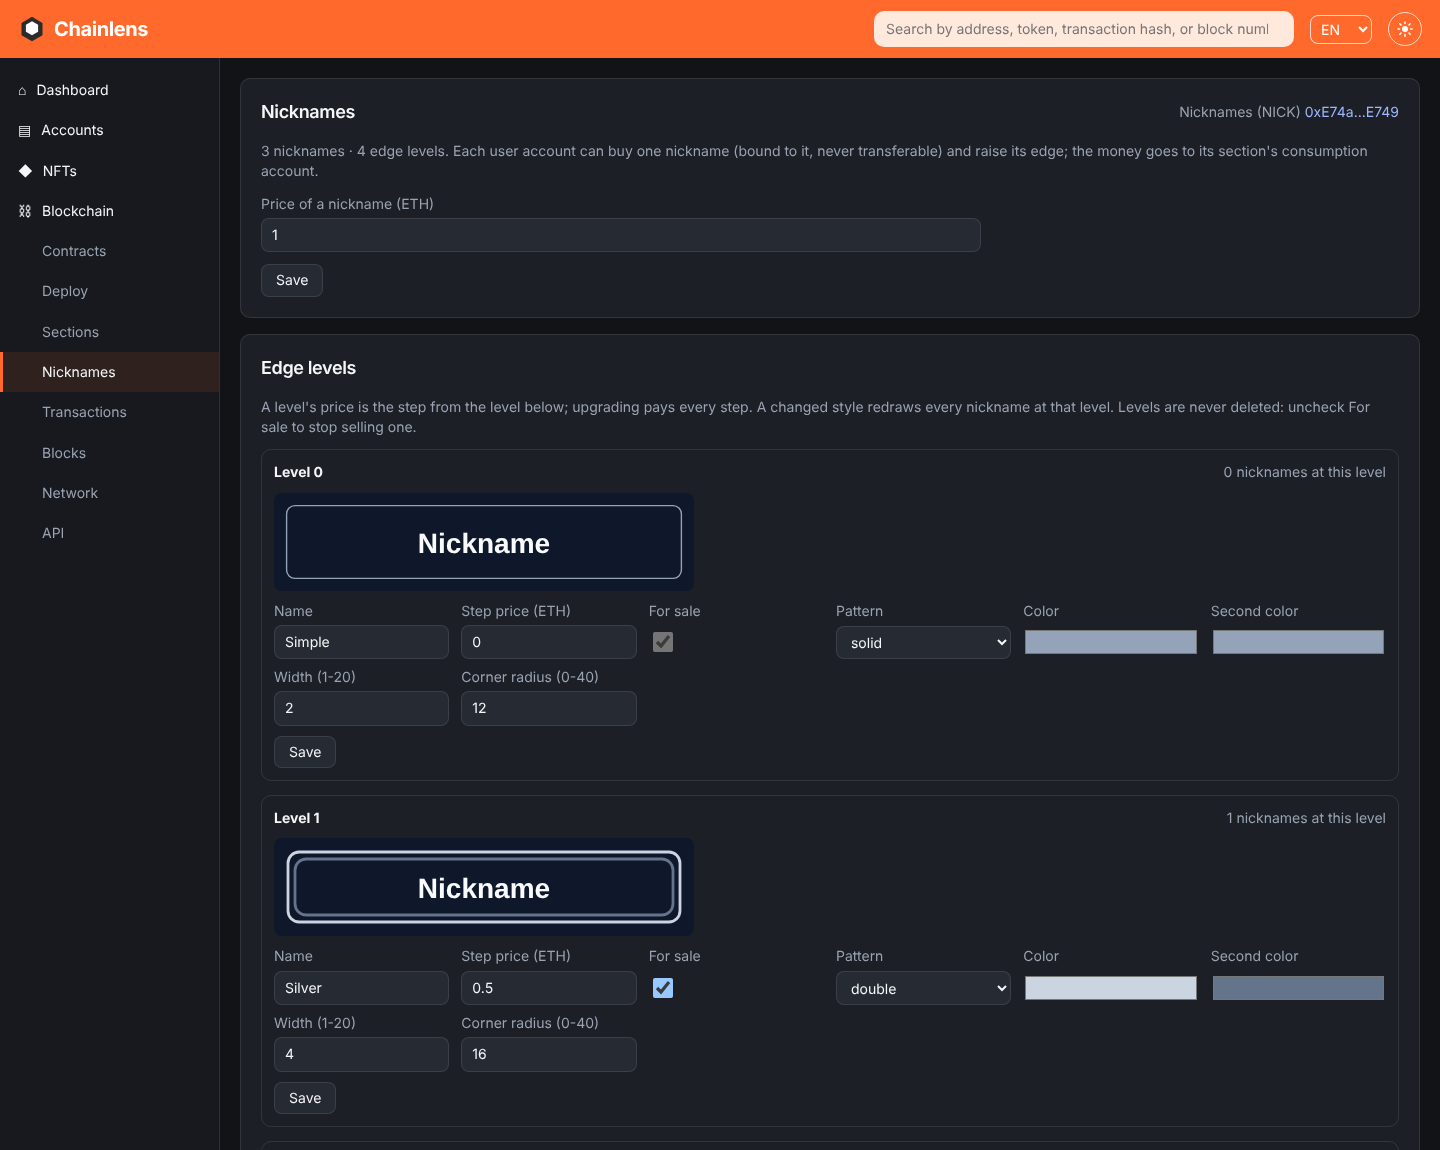 Chainlens
Search by address, token, transaction hash, or block numl
EN
Dashboard
Accounts
NFTs
Blockchain
Contracts
Deploy
Sections
Nicknames
Transactions
Blocks
Network
API
Nicknames
Nicknames (NICK) 0xE74a...E749
3 nicknames · 4 edge levels. Each user account can buy one nickname (bound to it, never transferable) and raise its edge; the money goes to its section's consumption
account.
Price of a nickname (ETH)
1
Save
Edge levels
A level's price is the step from the level below; upgrading pays every step. A changed style redraws every nickname at that level. Levels are never deleted: uncheck For
sale to stop selling one.
Level 0
0 nicknames at this level
Nickname
Name Step price (ETH) For sale Pattern Color Second color
Simple 0 solid
Width (1-20) Corner radius (0-40)
2 12
Save
Level 1
1 nicknames at this level
Nickname
Name Step price (ETH) For sale Pattern Color Second color
Silver 0.5 double
Width (1-20) Corner radius (0-40)
4 16
Save